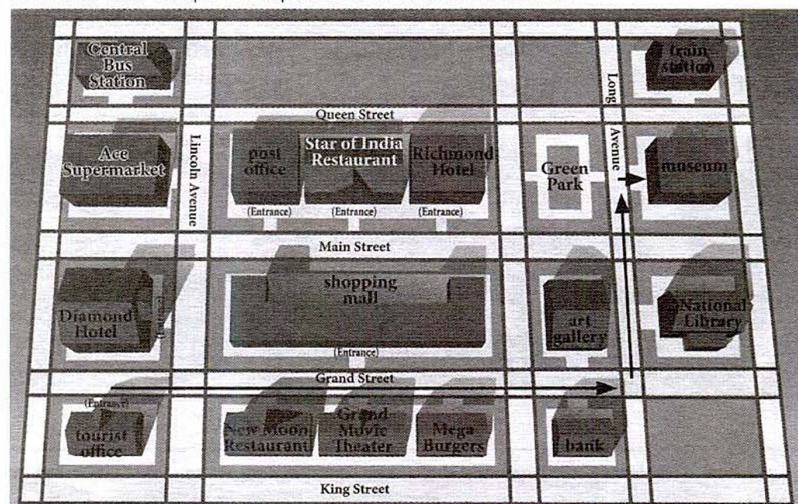 Central
Bus
Station
train
station
Queen Street
Long
Avenue
Lincoln Avenue
Ace
Supermarket
post
office
Star of India
Restaurant
Richmond
Hotel
Green
Park
museum
(Entrance)
(Entrance)
(Entrance)
Main Street
Diamond
Hotel
shopping
mall
(Entrance)
art
gallery
National
Library
Grand Street
(Entrance)
tourist
office
New Moon
Restaurant
Grand
Movie
Theater
Mega
Burgers
bank
King Street